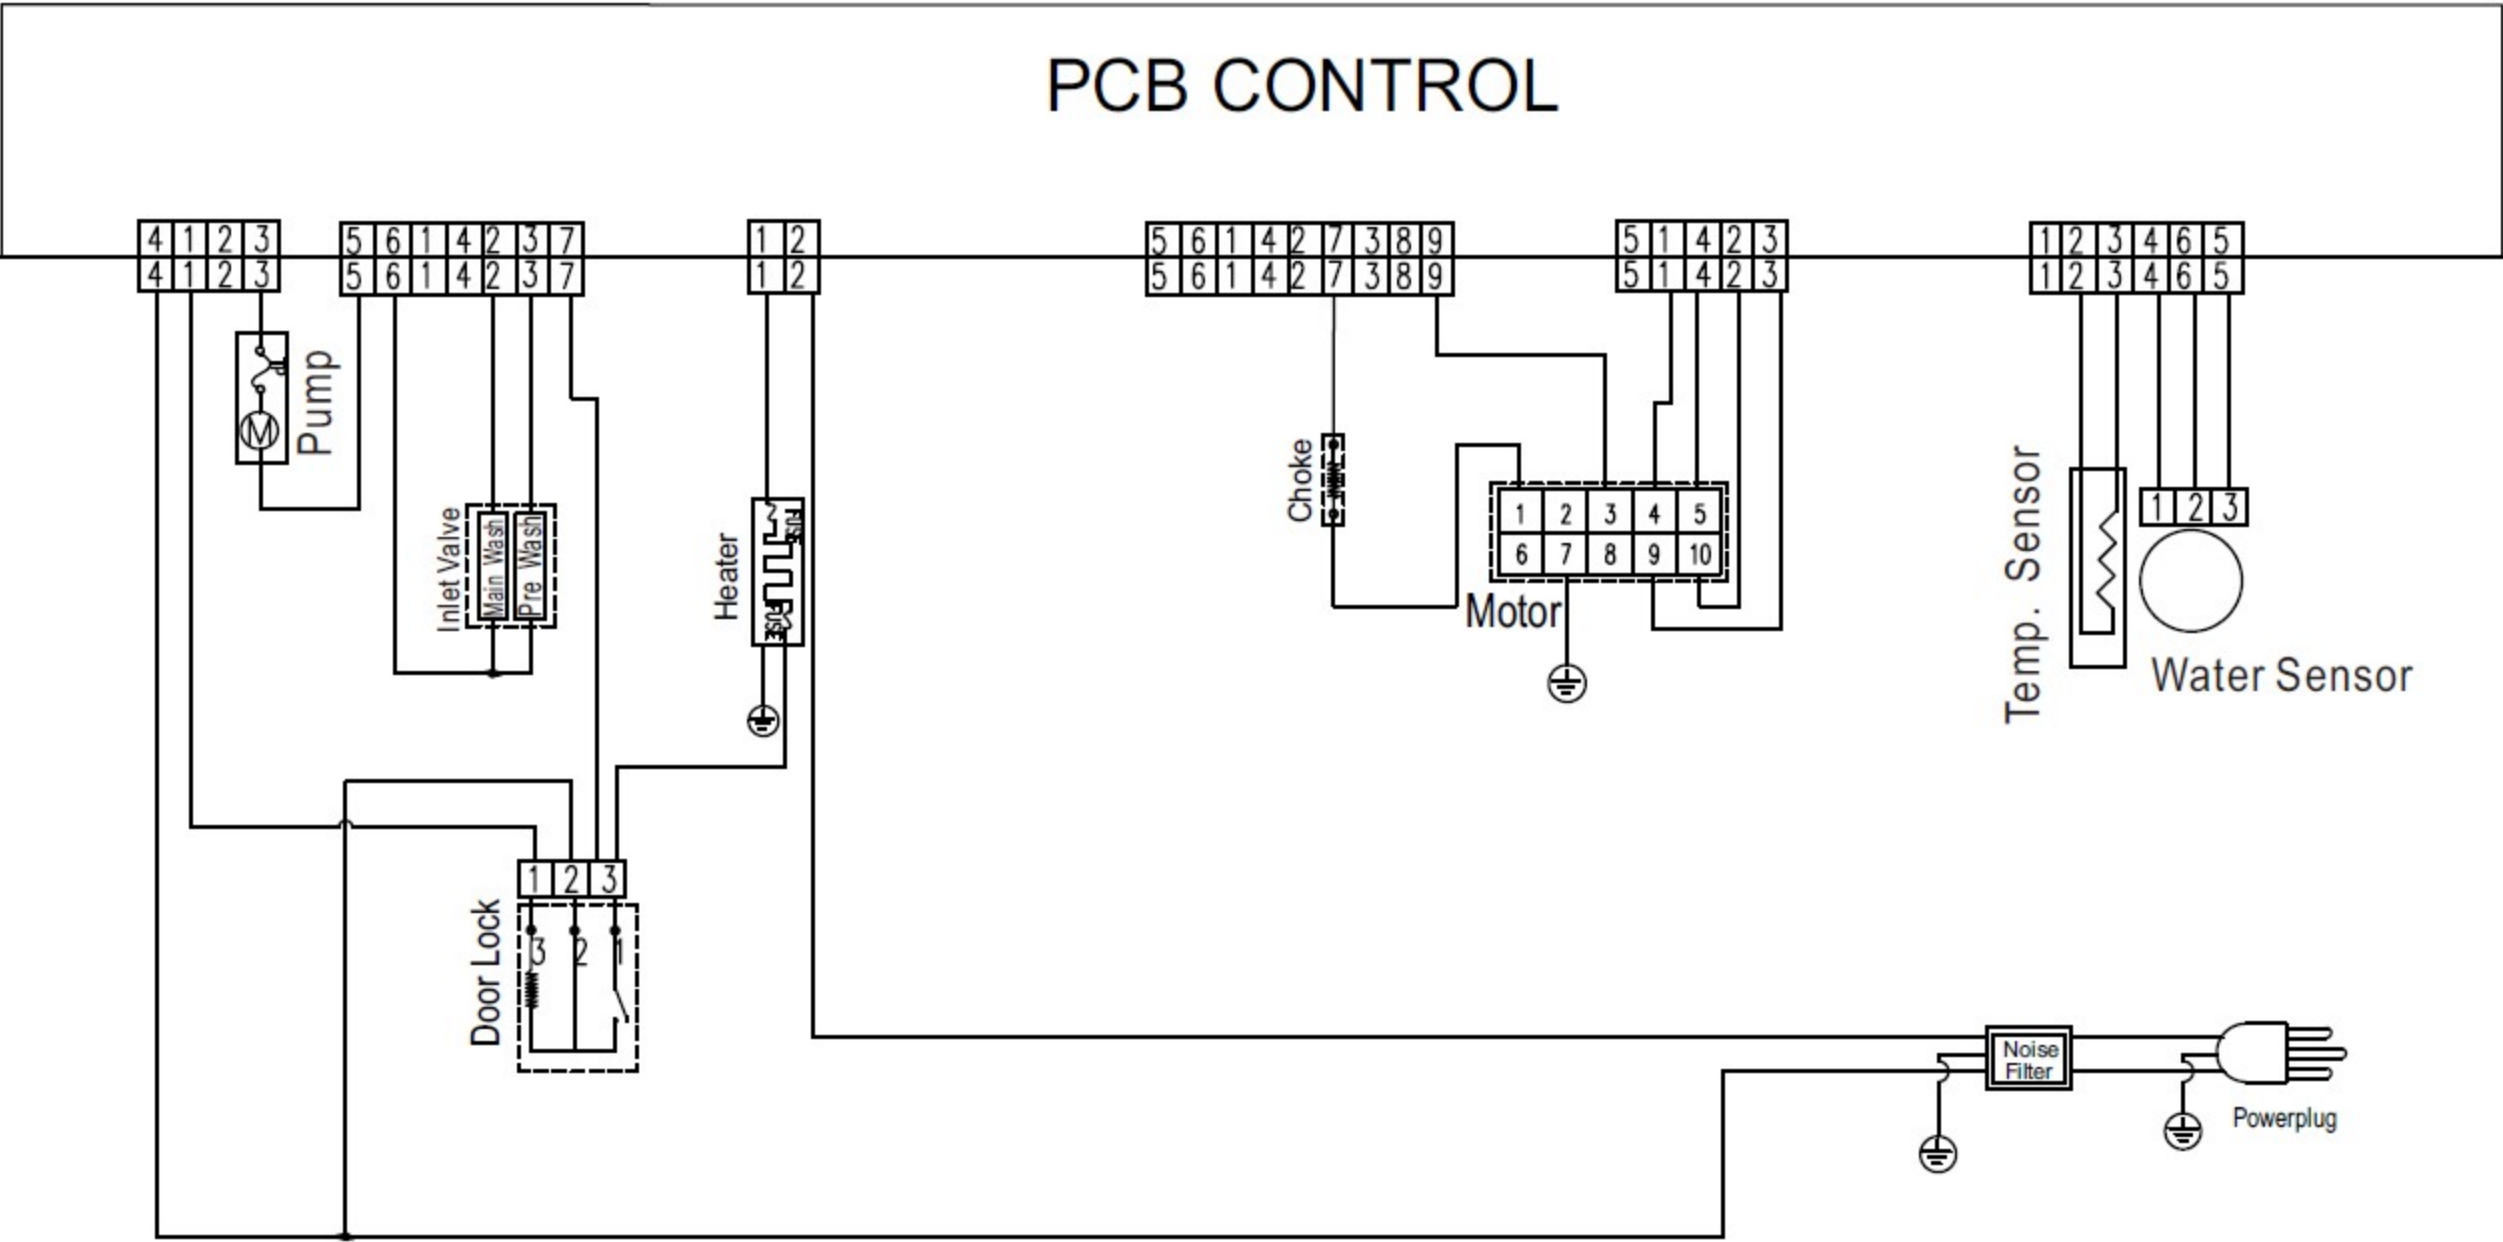 PCB CONTROL
4 1 2 3
5 6 1 4 2 3 7
1 2
5 6 1 4 2 7 3 8 9
5 1 4 2 3
1 2 3 4 6 5
4 1 2 3
5 6 1 4 2 3 7
1 2
5 6 1 4 2 7 3 8 9
5 1 4 2 3
1 2 3 4 6 5
M
Pump
Inlet Valve
Main Wash
Pre Wash
Heater
FUSE
FUSE
Choke
1 2 3 4 5
6 7 8 9 10
Motor
Temp. Sensor
1 2 3
Water Sensor
1 2 3
Door Lock
3 2 1
Noise
Filter
Powerplug